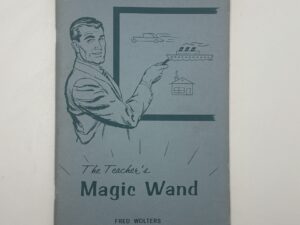 The Teacher's
Magic Wand
FRED WOLTERS